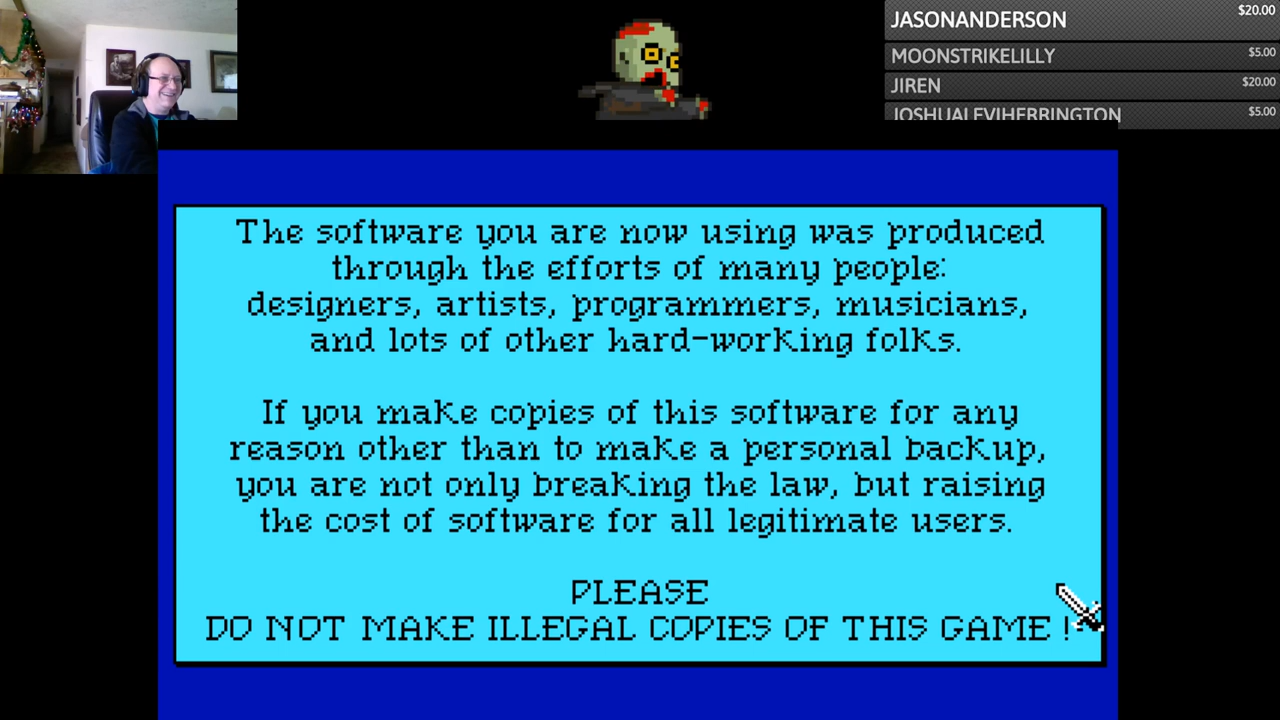 JASONANDERSON $20.00
MOONSTRIKELILLY $5.00
JIREN $20.00
JOSHUALEVIHERRINGTON $5.00
The software you are now using was produced
through the efforts of many people:
designers, artists, programmers, musicians,
and lots of other hard-working folks.
If you make copies of this software for any
reason other than to make a personal backup,
you are not only breaking the law, but raising
the cost of software for all legitimate users.
PLEASE
DO NOT MAKE ILLEGAL COPIES OF THIS GAME !